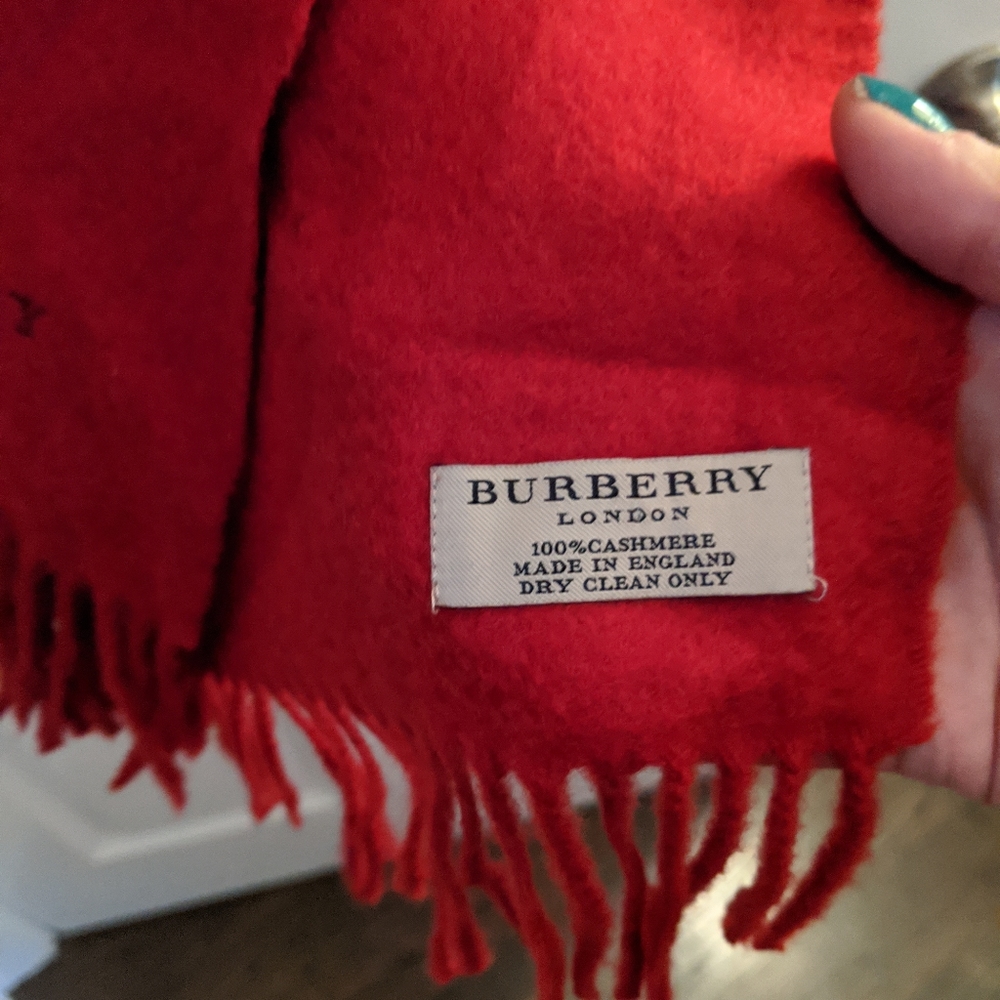 BURBERRY
LONDON
100%CASHMERE
MADE IN ENGLAND
DRY CLEAN ONLY